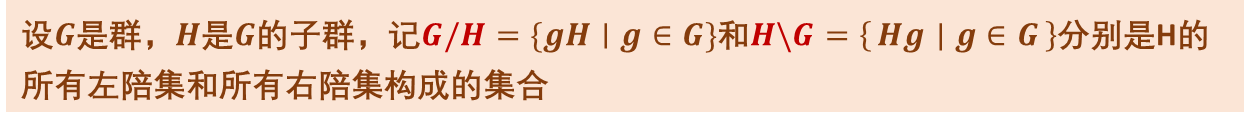 设G是群，H是G的子群，记G/H = {gH | g ∈ G}和H\G = { Hg | g ∈ G }分别是H的
所有左陪集和所有右陪集构成的集合